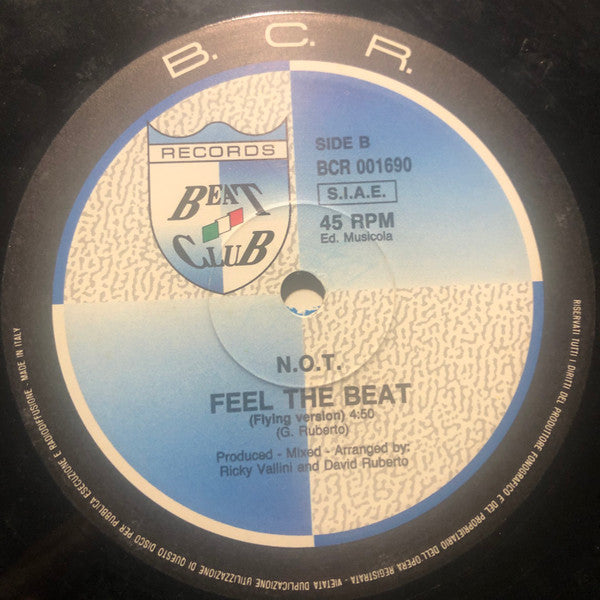 B. C. R.
RECORDS
BEAT
CLUB
SIDE B
BCR 001690
S.I.A.E.
45 RPM
Ed. Musicola
N.O.T.
FEEL THE BEAT
(Flying version) 4:50
(G. Ruberto)
Produced - Mixed - Arranged by:
Ricky Vallini and David Ruberto
RISERVATI TUTTI I DIRITTI DEL PRODUTTORE FONOGRAFICO E DEL PROPRIETARIO DELL'OPERA REGISTRATA - VIETATA DUPLICAZIONE UTILIZZAZIONE DI QUESTO DISCO PER PUBBLICA ESECUZIONE E RADIODIFFUSIONE - MADE IN ITALY